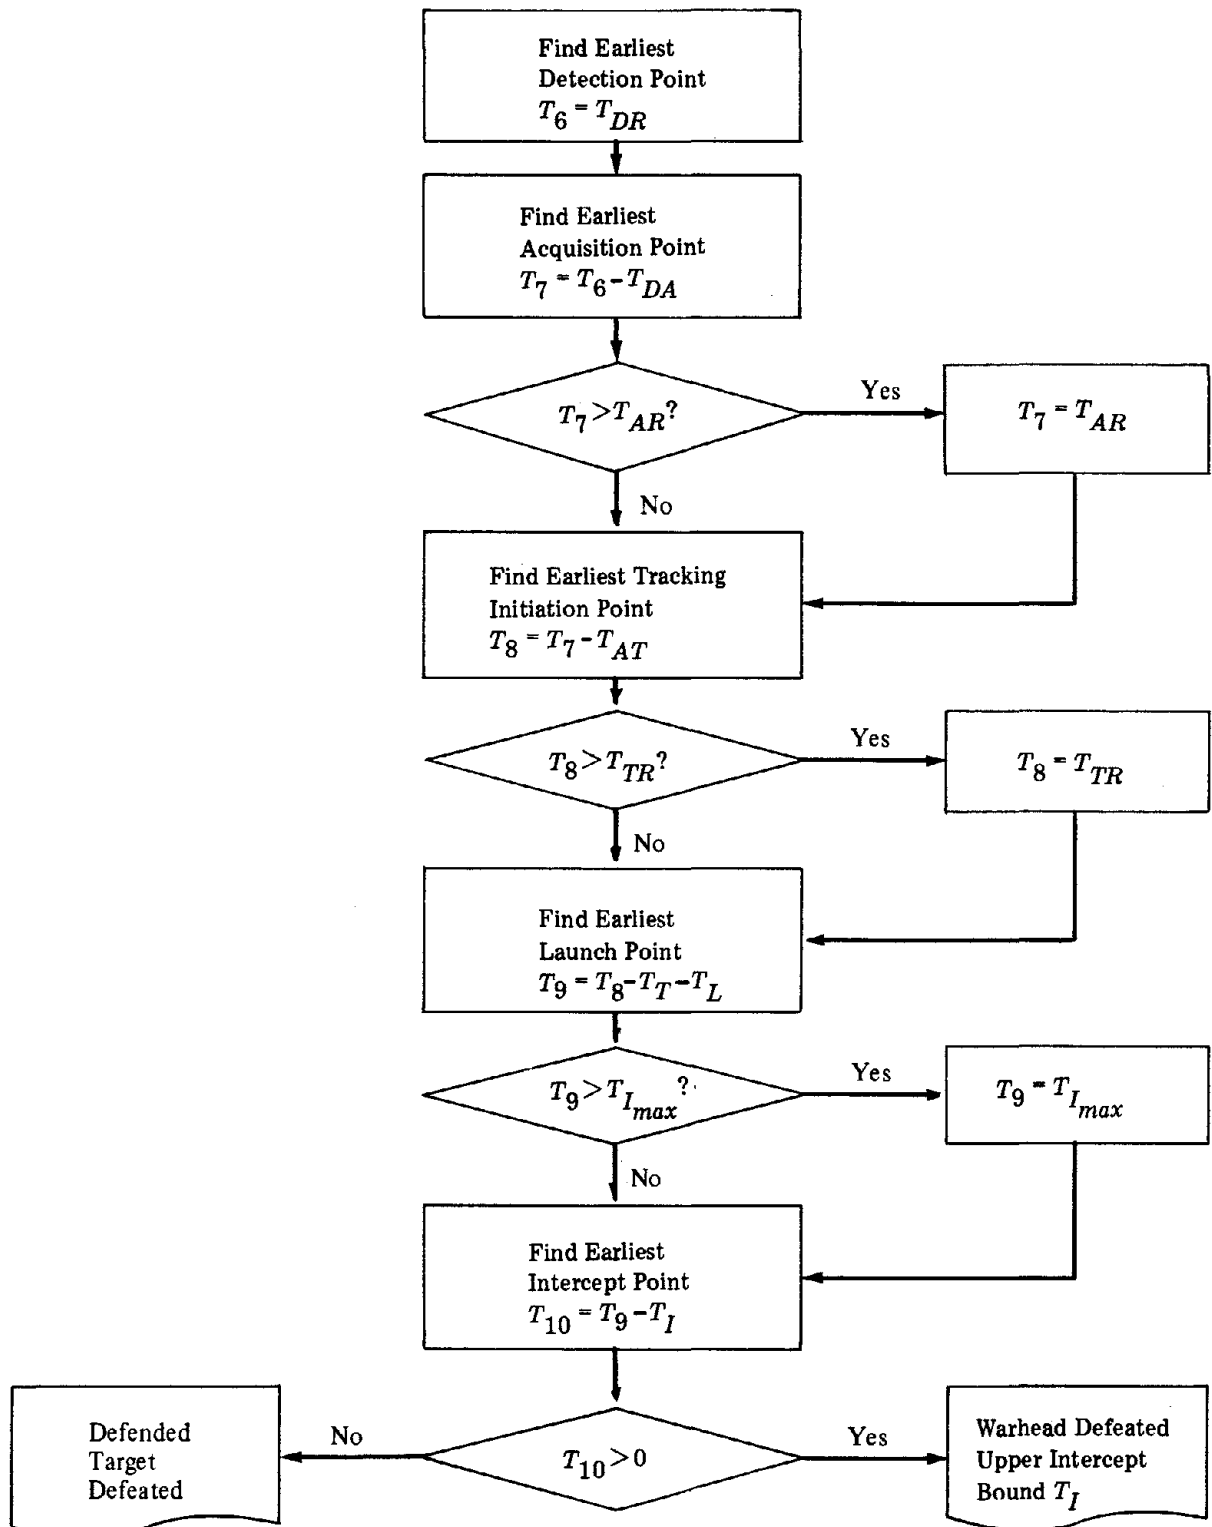 Find Earliest
Detection Point
T6 = TDR
Find Earliest
Acquisition Point
T7 = T6 - TDA
T7 > TAR?
Yes
T7 = TAR
No
Find Earliest Tracking
Initiation Point
T8 = T7 - TAT
T8 > TTR?
Yes
T8 = TTR
No
Find Earliest
Launch Point
T9 = T8 - TT - TL
T9 > TImax?
Yes
T9 = TImax
No
Find Earliest
Intercept Point
T10 = T9 - TI
Defended
Target
Defeated
No
T10 > 0
Yes
Warhead Defeated
Upper Intercept
Bound TI